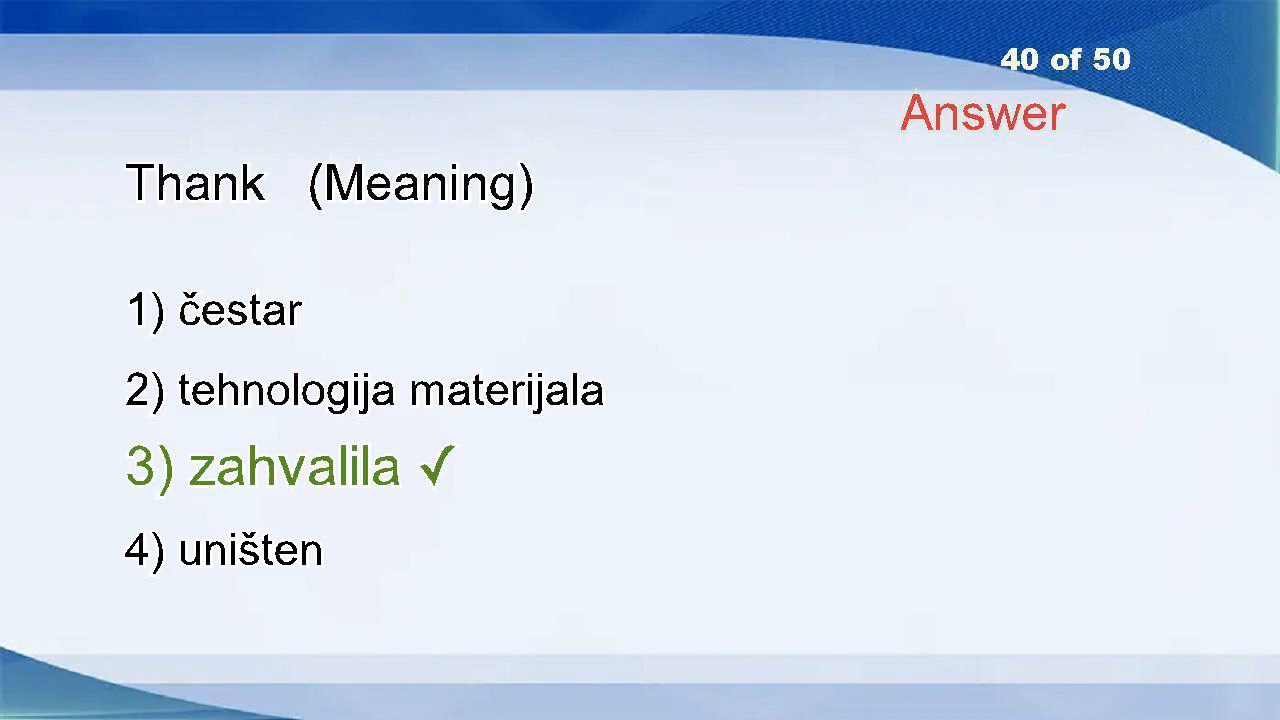 40 of 50
Answer
Thank (Meaning)
1) čestar
2) tehnologija materijala
3) zahvalila ✓
4) uništen